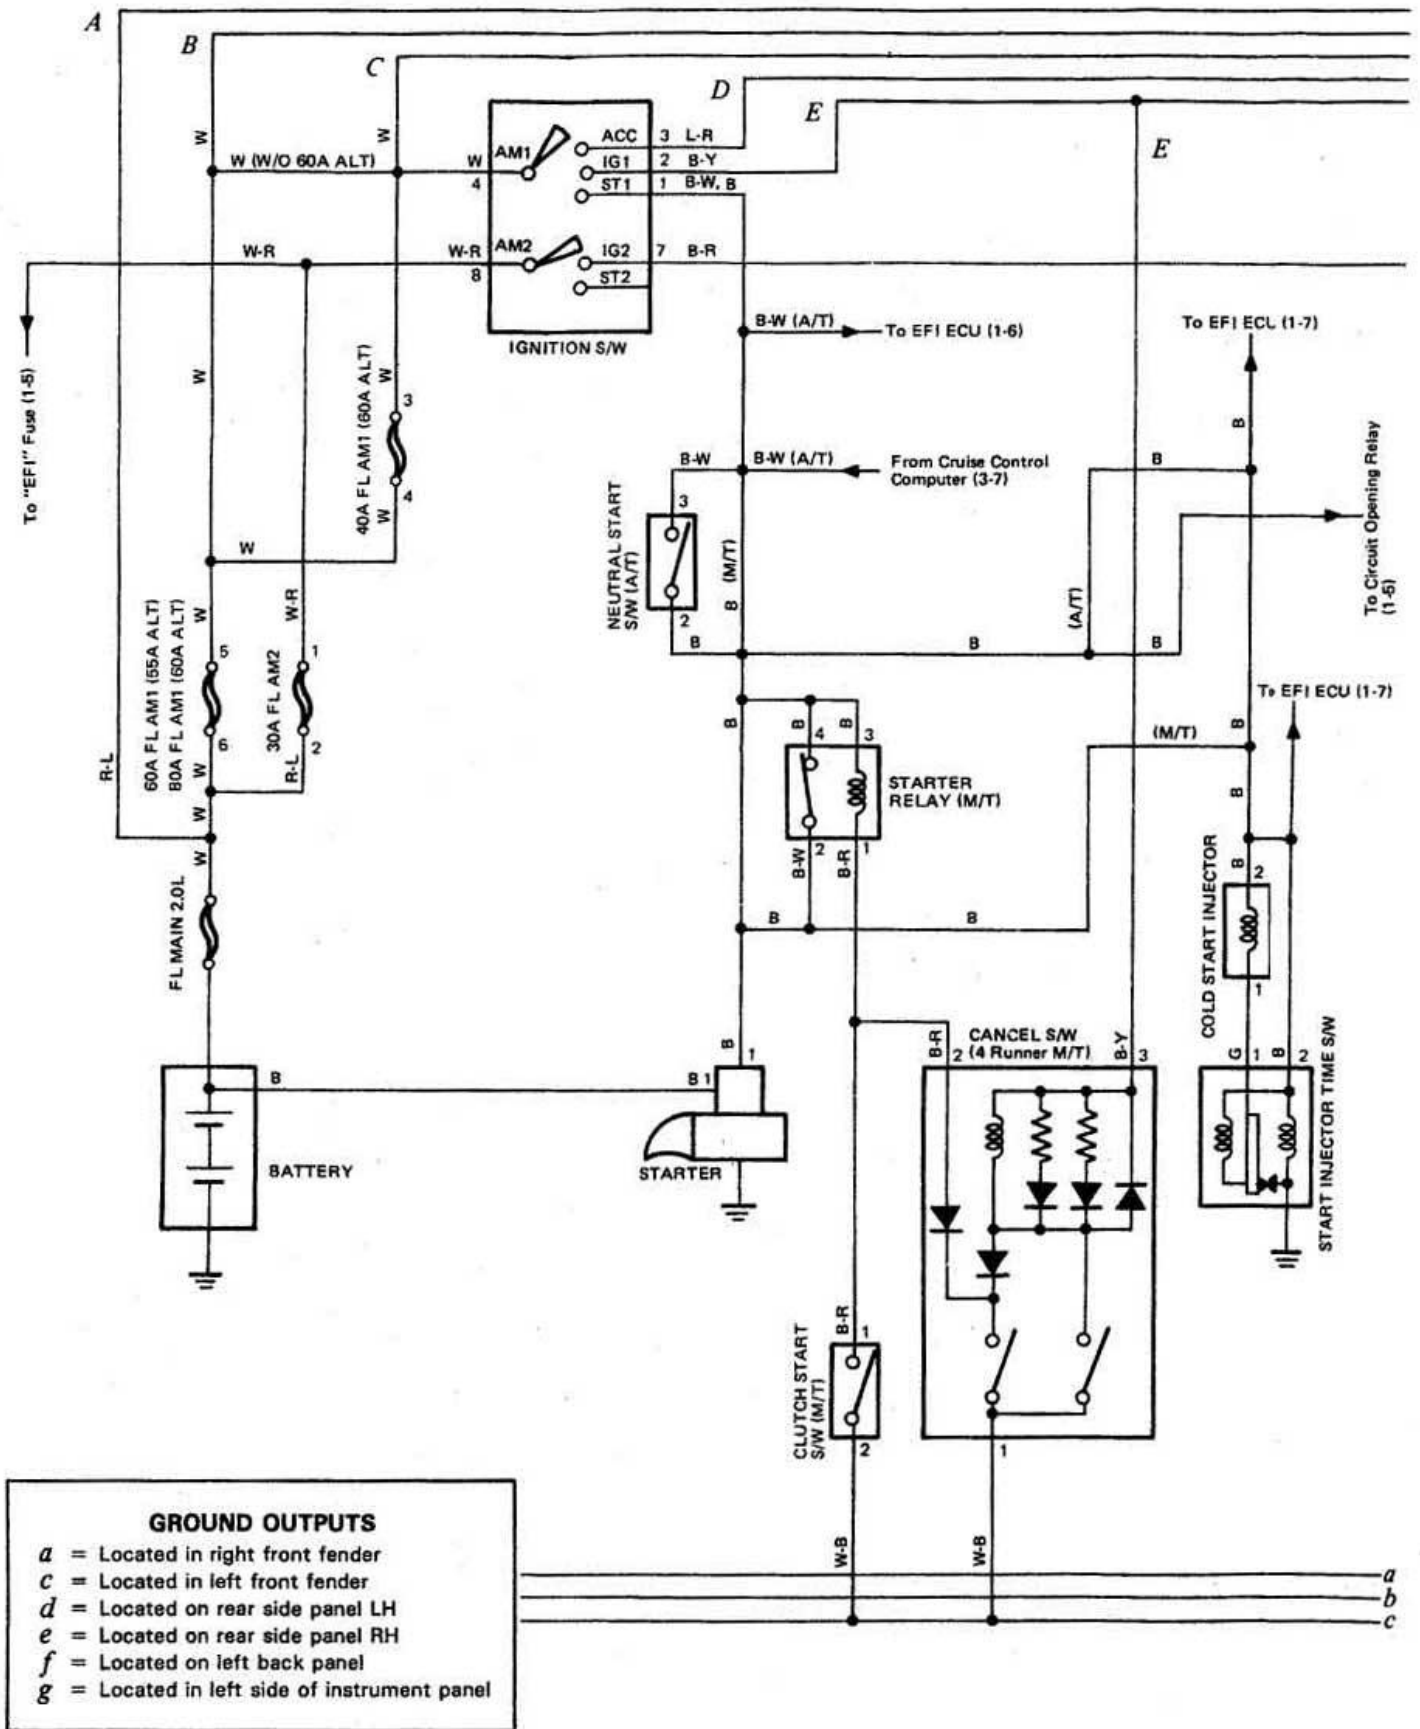 A
B
C
D
E
E
W
W
W (W/O 60A ALT)
W
4
AM1
ACC
3
L-R
IG1
2
B-Y
ST1
1
B-W, B
W-R
W-R
8
AM2
IG2
7
B-R
ST2
IGNITION S/W
To "EFI" Fuse (1-5)
W
W
3
40A FL AM1 (60A ALT)
4
W
W
B-W (A/T)
To EFI ECU (1-6)
To EFI ECU (1-7)
B
B-W
B-W (A/T)
From Cruise Control
Computer (3-7)
B
To Circuit Opening Relay
(1-5)
NEUTRAL START
S/W (A/T)
3
2
B
(M/T)
B
B
B
(A/T)
R-L
60A FL AM1 (55A ALT)
80A FL AM1 (60A ALT)
W
5
6
W
W
W
W-R
1
30A FL AM2
2
R-L
To EFI ECU (1-7)
B
B
4
B
3
STARTER
RELAY (M/T)
B-W
2
B-R
1
(M/T)
B
B
B
2
COLD START INJECTOR
1
B
B
FL MAIN 2.0L
B
1
B
B 1
BATTERY
STARTER
B-R
2
CANCEL S/W
(4 Runner M/T)
B-Y
3
G
1
B
2
START INJECTOR TIME S/W
B-R
1
CLUTCH START
S/W (M/T)
2
1
W-B
W-B
GROUND OUTPUTS
a = Located in right front fender
c = Located in left front fender
d = Located on rear side panel LH
e = Located on rear side panel RH
f = Located on left back panel
g = Located in left side of instrument panel
a
b
c